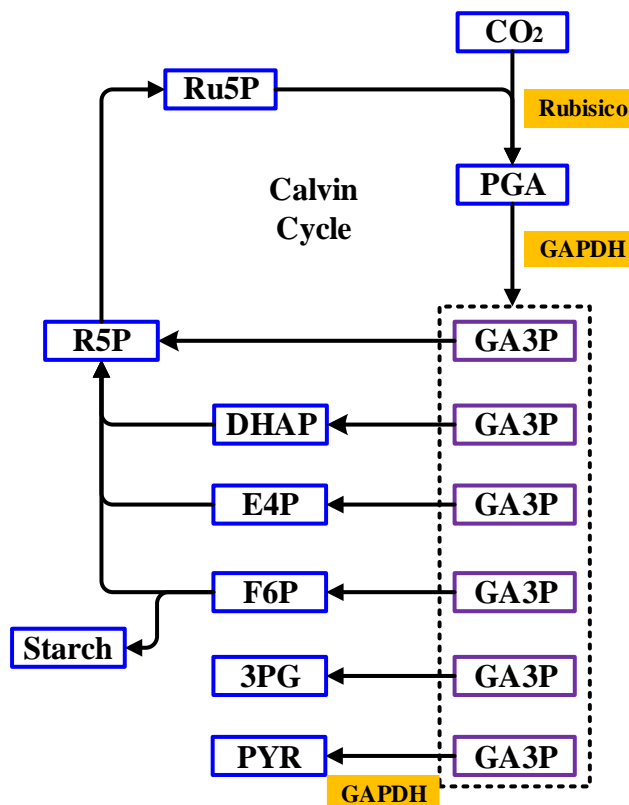 CO2
Ru5P
Rubisico
PGA
Calvin
Cycle
GAPDH
R5P
GA3P
DHAP
GA3P
E4P
GA3P
F6P
GA3P
Starch
3PG
GA3P
PYR
GA3P
GAPDH